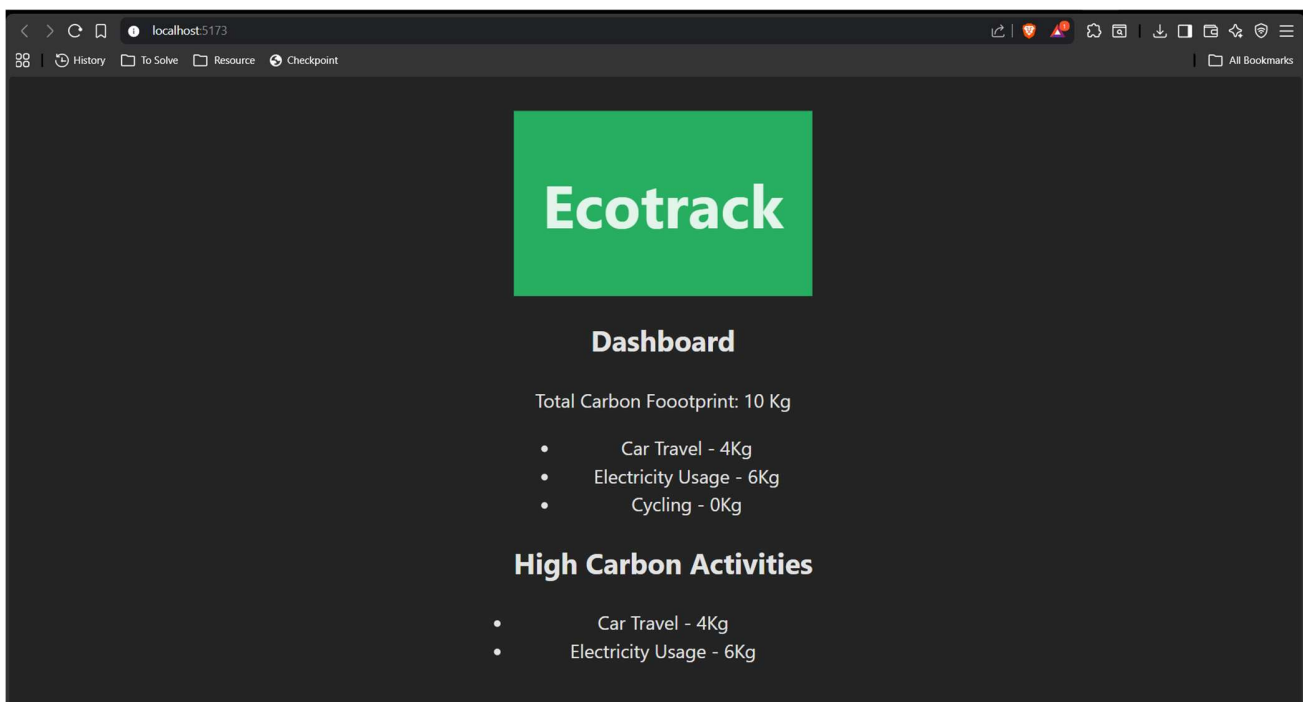 localhost:5173
1
History To Solve Resource Checkpoint All Bookmarks
Ecotrack
Dashboard
Total Carbon Foootprint: 10 Kg
• Car Travel - 4Kg
• Electricity Usage - 6Kg
• Cycling - 0Kg
High Carbon Activities
• Car Travel - 4Kg
• Electricity Usage - 6Kg